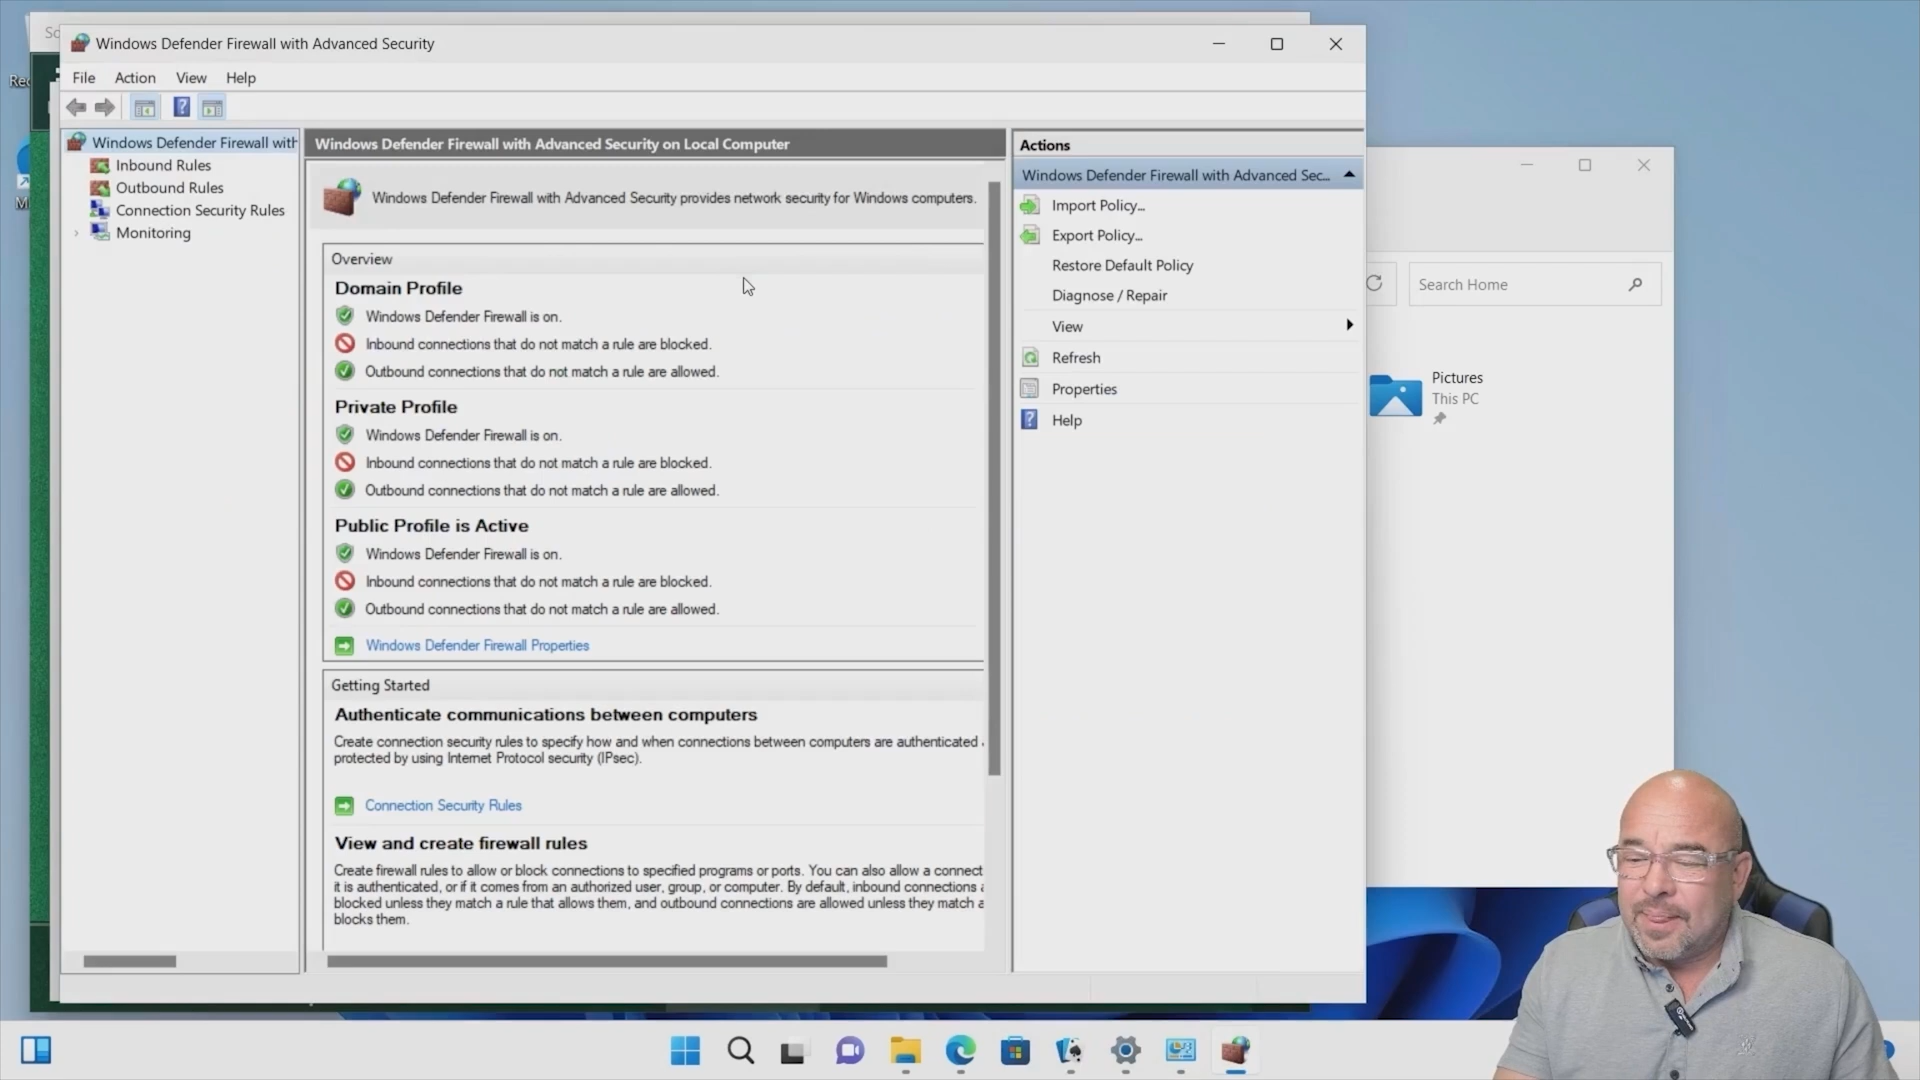 Windows Defender Firewall with Advanced Security
File Action View Help
Windows Defender Firewall with
Inbound Rules
Outbound Rules
Connection Security Rules
Monitoring
Windows Defender Firewall with Advanced Security on Local Computer
Windows Defender Firewall with Advanced Security provides network security for Windows computers.
Overview
Domain Profile
Windows Defender Firewall is on.
Inbound connections that do not match a rule are blocked.
Outbound connections that do not match a rule are allowed.
Private Profile
Windows Defender Firewall is on.
Inbound connections that do not match a rule are blocked.
Outbound connections that do not match a rule are allowed.
Public Profile is Active
Windows Defender Firewall is on.
Inbound connections that do not match a rule are blocked.
Outbound connections that do not match a rule are allowed.
Windows Defender Firewall Properties
Getting Started
Authenticate communications between computers
Create connection security rules to specify how and when connections between computers are authenticated
protected by using Internet Protocol security (IPsec).
Connection Security Rules
View and create firewall rules
Create firewall rules to allow or block connections to specified programs or ports. You can also allow a connect
it is authenticated, or if it comes from an authorized user, group, or computer. By default, inbound connections
blocked unless they match a rule that allows them, and outbound connections are allowed unless they match a
blocks them.
Actions
Windows Defender Firewall with Advanced Sec...
Import Policy...
Export Policy...
Restore Default Policy
Diagnose / Repair
View
Refresh
Properties
Help
Search Home
Pictures
This PC